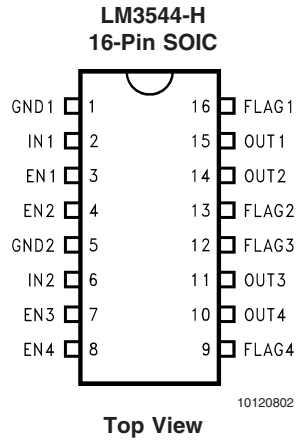 LM3544-H
16-Pin SOIC
GND1 1 16 FLAG1
IN1 2 15 OUT1
EN1 3 14 OUT2
EN2 4 13 FLAG2
GND2 5 12 FLAG3
IN2 6 11 OUT3
EN3 7 10 OUT4
EN4 8 9 FLAG4
10120802
Top View